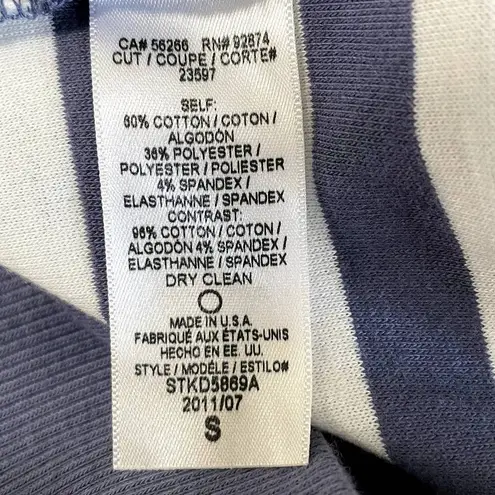 CA# 56266 RN# 92874
CUT / COUPE / CORTE#
23597
SELF:
60% COTTON / COTON /
ALGODÓN
36% POLYESTER /
POLYESTER / POLIESTER
4% SPANDEX /
ELASTHANNE / SPANDEX
CONTRAST:
96% COTTON / COTON /
ALGODÓN 4% SPANDEX /
ELASTHANNE / SPANDEX
DRY CLEAN
MADE IN U.S.A.
FABRIQUÉ AUX ÉTATS-UNIS
HECHO EN EE. UU.
STYLE / MODÈLE / ESTILO#
STKD5869A
2011/07
S